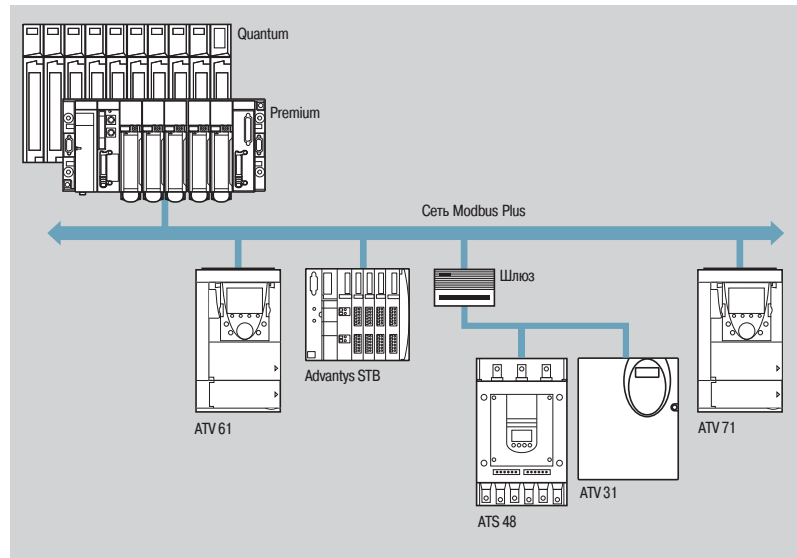 Quantum
Premium
Сеть Modbus Plus
Шлюз
Advantys STB
ATV 61
ATV 71
ATV 31
ATS 48